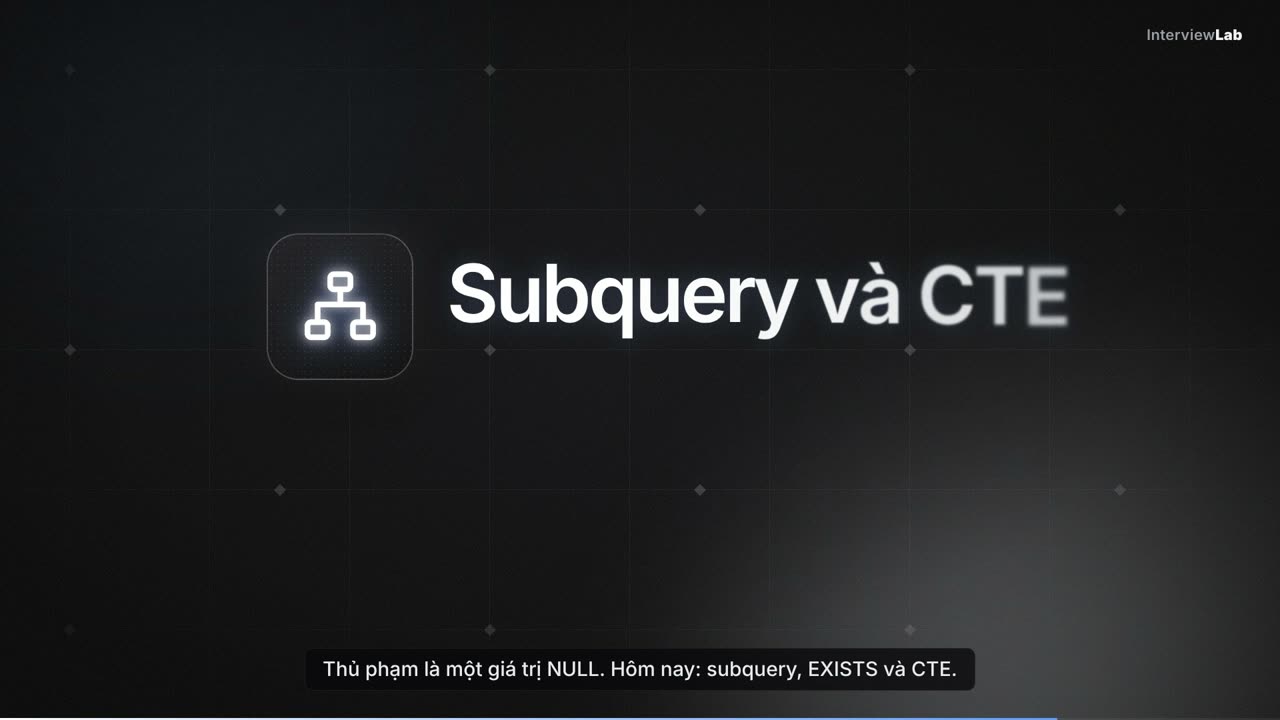 InterviewLab
Subquery và CTE
Thủ phạm là một giá trị NULL. Hôm nay: subquery, EXISTS và CTE.